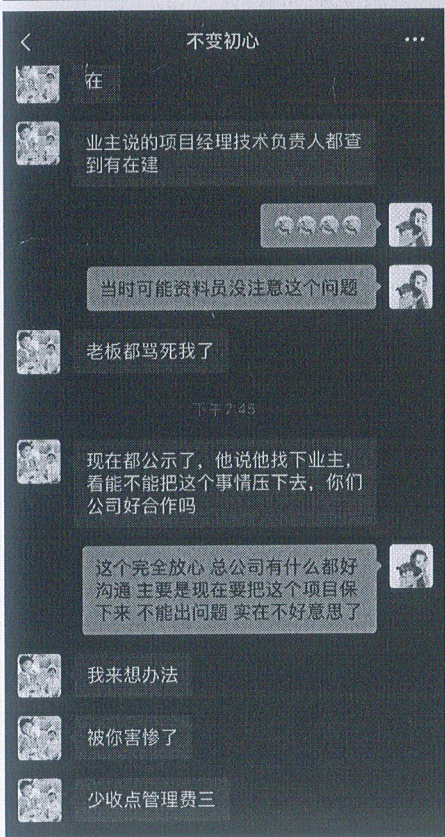 不变初心
在
业主说的项目经理技术负责人都查
到有在建
当时可能资料员没注意这个问题
老板都骂死我了
下午2:45
现在都公示了，他说他找下业主，
看能不能把这个事情压下去，你们
公司好合作吗
这个完全放心 总公司有什么都好
沟通 主要是现在要把这个项目保
下来 不能出问题 实在不好意思了
我来想办法
被你害惨了
少收点管理费三